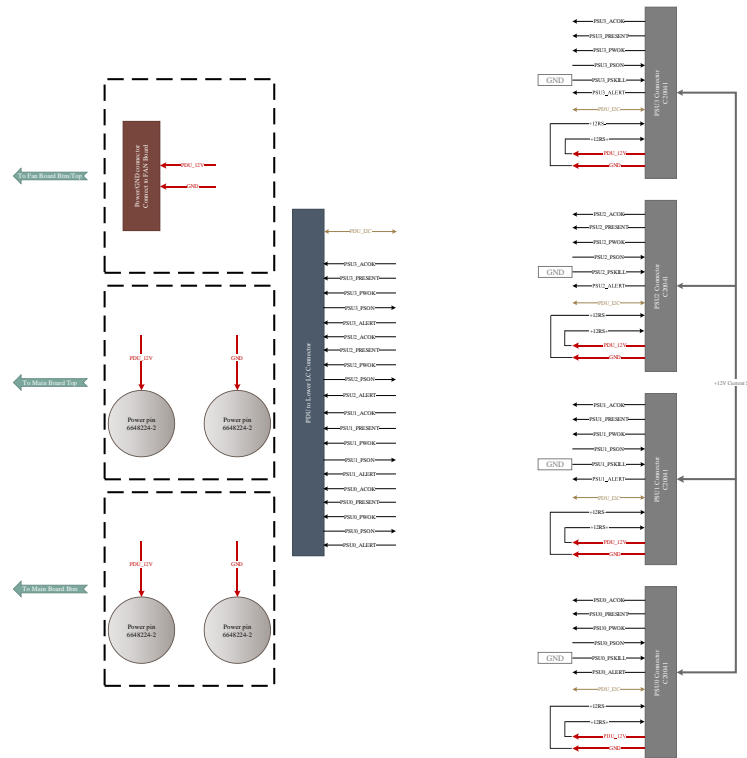 To Fan Board Btm/Top
Power/GND connector
Connect to FAN Board
PDU_12V
GND
To Main Board Top
PDU_12V
GND
Power pin
6648224-2
Power pin
6648224-2
To Main Board Btm
PDU_12V
GND
Power pin
6648224-2
Power pin
6648224-2
PDU to Lower LC Connector
PDU_I2C
PSU3_ACOK
PSU3_PRESENT
PSU3_PWOK
PSU3_PSON
PSU3_ALERT
PSU2_ACOK
PSU2_PRESENT
PSU2_PWOK
PSU2_PSON
PSU2_ALERT
PSU1_ACOK
PSU1_PRESENT
PSU1_PWOK
PSU1_PSON
PSU1_ALERT
PSU0_ACOK
PSU0_PRESENT
PSU0_PWOK
PSU0_PSON
PSU0_ALERT
PSU3_ACOK
PSU3_PRESENT
PSU3_PWOK
PSU3_PSON
GND
PSU3_PSKILL
PSU3_ALERT
PDU_I2C
+12RS-
+12RS+
PDU_12V
GND
PSU3 Connector
C20041
PSU2_ACOK
PSU2_PRESENT
PSU2_PWOK
PSU2_PSON
GND
PSU2_PSKILL
PSU2_ALERT
PDU_I2C
+12RS-
+12RS+
PDU_12V
GND
PSU2 Connector
C20041
+12V Current
PSU1_ACOK
PSU1_PRESENT
PSU1_PWOK
PSU1_PSON
GND
PSU1_PSKILL
PSU1_ALERT
PDU_I2C
+12RS-
+12RS+
PDU_12V
GND
PSU1 Connector
C20041
PSU0_ACOK
PSU0_PRESENT
PSU0_PWOK
PSU0_PSON
GND
PSU0_PSKILL
PSU0_ALERT
PDU_I2C
+12RS-
+12RS+
PDU_12V
GND
PSU0 Connector
C20041